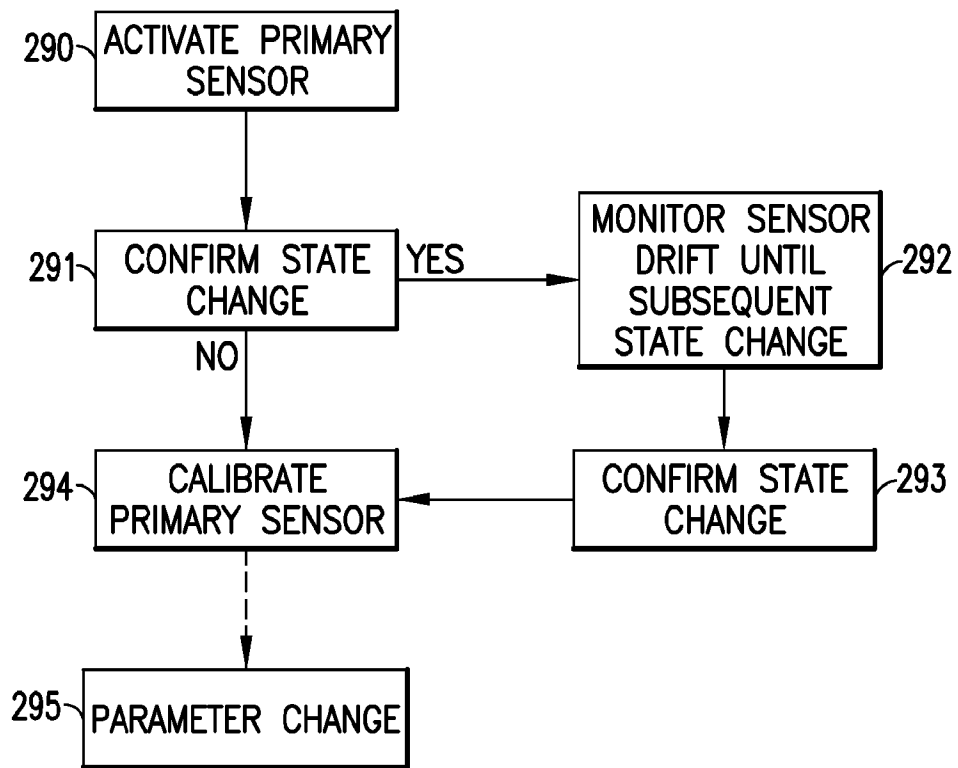 290
ACTIVATE PRIMARY
SENSOR
291
CONFIRM STATE
CHANGE
YES
NO
MONITOR SENSOR
DRIFT UNTIL
SUBSEQUENT
STATE CHANGE
292
294
CALIBRATE
PRIMARY SENSOR
CONFIRM STATE
CHANGE
293
295
PARAMETER CHANGE